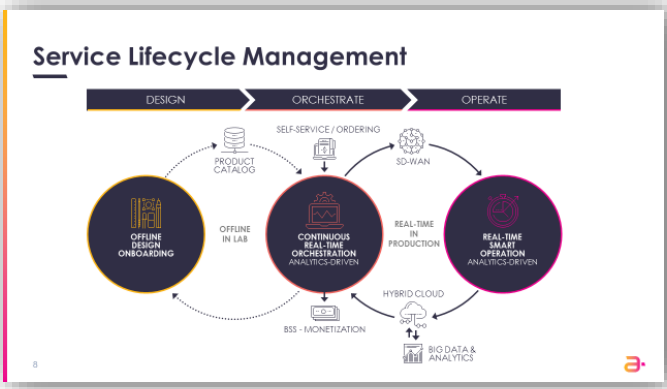 Service Lifecycle Management
DESIGN
ORCHESTRATE
OPERATE
SELF-SERVICE / ORDERING
PRODUCT
CATALOG
SD-WAN
OFFLINE
DESIGN
ONBOARDING
OFFLINE
IN LAB
CONTINUOUS
REAL-TIME
ORCHESTRATION
ANALYTICS-DRIVEN
REAL-TIME
IN
PRODUCTION
REAL-TIME
SMART
OPERATION
ANALYTICS-DRIVEN
HYBRID CLOUD
BSS - MONETIZATION
BIG DATA &
ANALYTICS
8
a